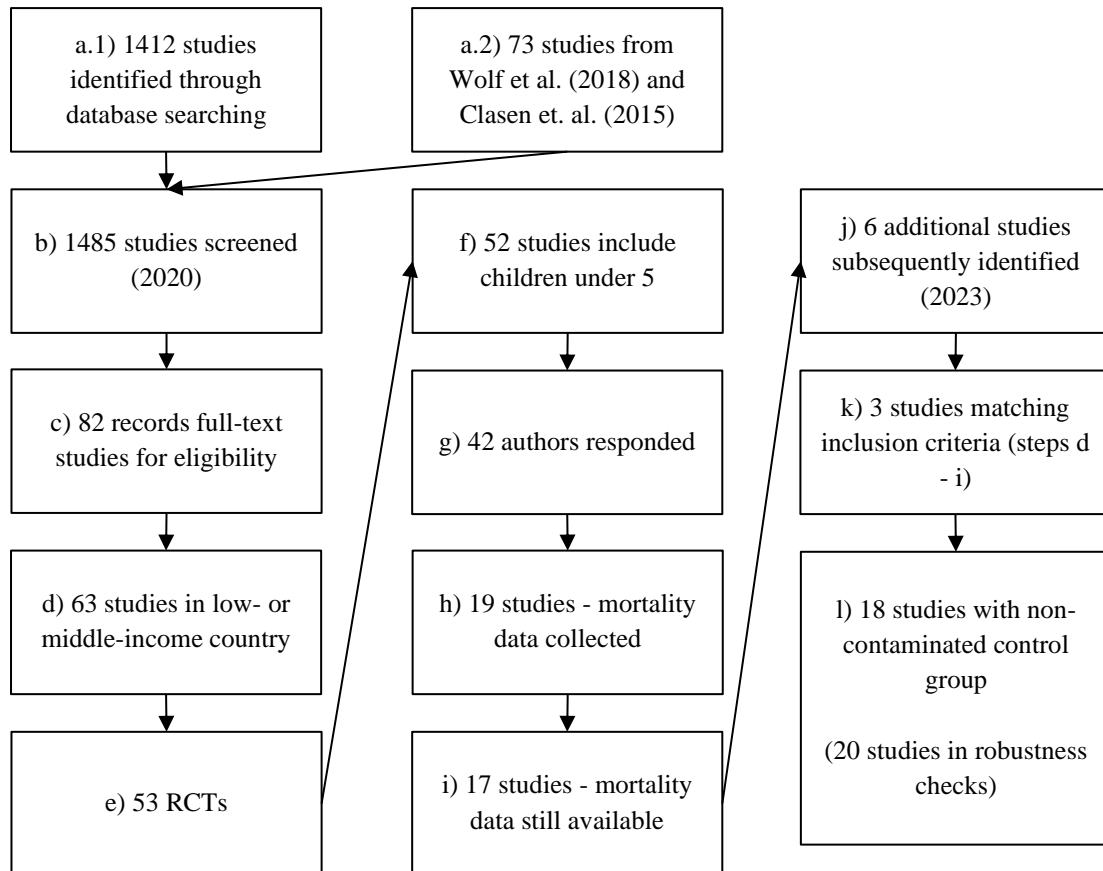 a.1) 1412 studies
identified through
database searching
a.2) 73 studies from
Wolf et al. (2018) and
Clasen et. al. (2015)
b) 1485 studies screened
(2020)
c) 82 records full-text
studies for eligibility
d) 63 studies in low- or
middle-income country
e) 53 RCTs
f) 52 studies include
children under 5
g) 42 authors responded
h) 19 studies - mortality
data collected
i) 17 studies - mortality
data still available
j) 6 additional studies
subsequently identified
(2023)
k) 3 studies matching
inclusion criteria (steps d
- i)
l) 18 studies with non-
contaminated control
group
(20 studies in robustness
checks)